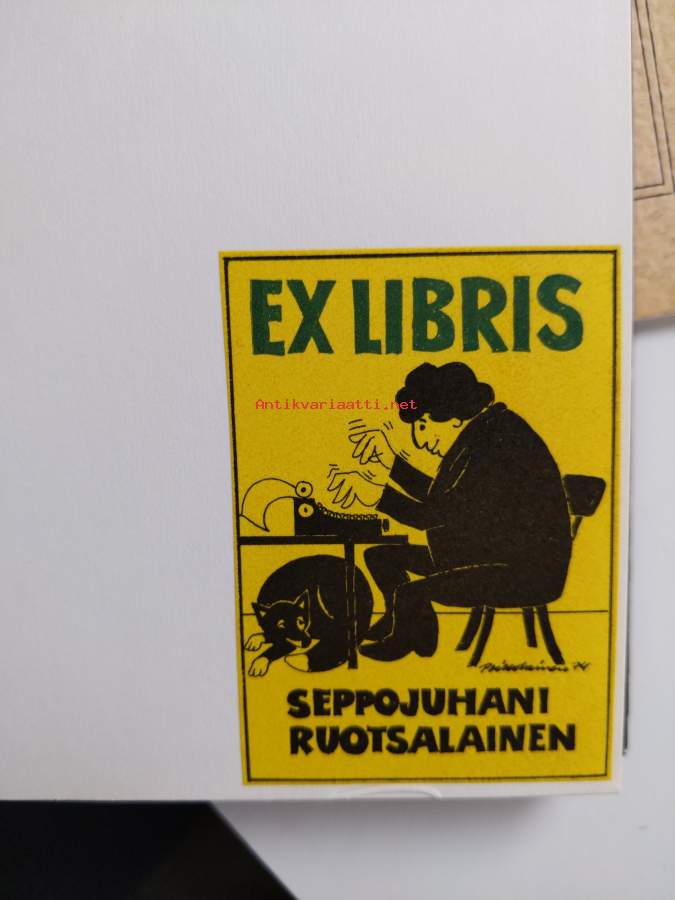 EX LIBRIS
Antikvariaatti.net
SEPPOJUHANI
RUOTSALAINEN